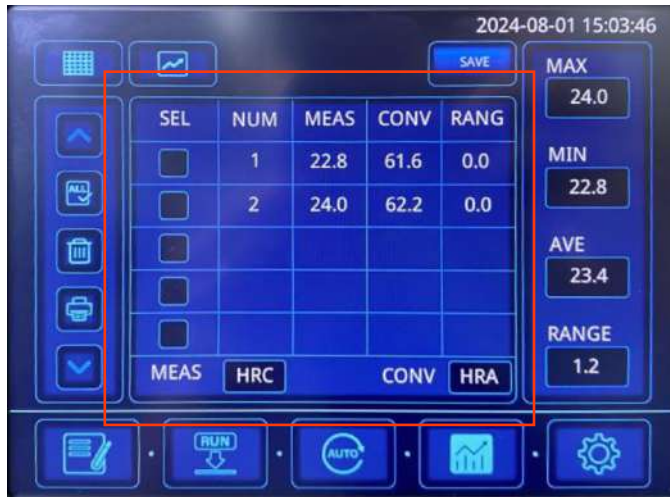 2024-08-01 15:03:46
SAVE
MAX
24.0
SEL NUM MEAS CONV RANG
1 22.8 61.6 0.0
2 24.0 62.2 0.0
MIN
22.8
ALL
AVE
23.4
RANGE
1.2
MEAS HRC CONV HRA
RUN
AUTO